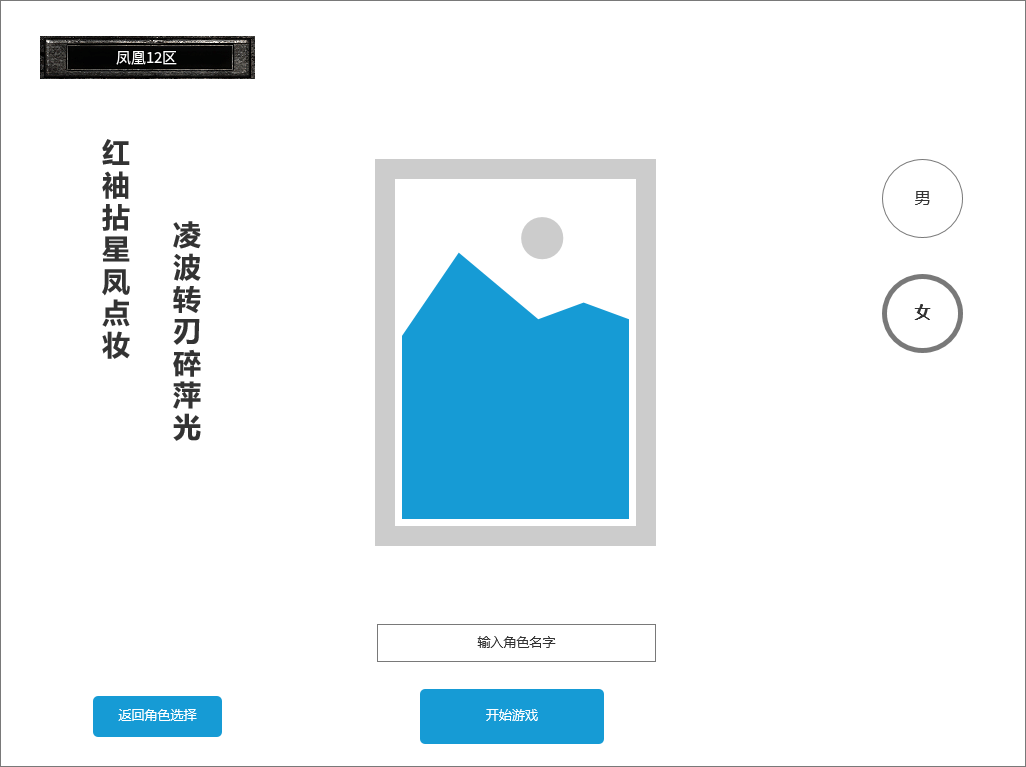 凤凰12区
红袖拈星凤点妆
凌波转刃碎萍光
男
女
输入角色名字
返回角色选择
开始游戏